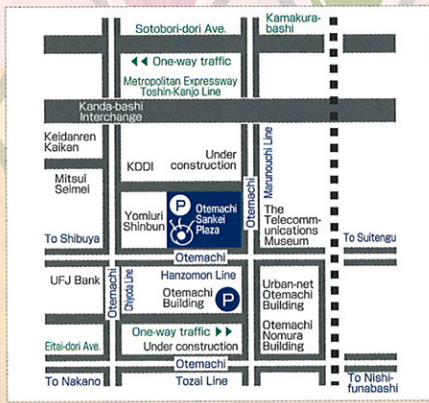 Sotobori-dori Ave.
Kamakura-
bashi
◄◄ One-way traffic
Metropolitan Expressway
Toshin-Kanjo Line
Kanda-bashi
Interchange
Keidanren
Kaikan
KDDI
Under
construction
Marunouchi Line
Mitsui
Seimei
Yomiuri
Shinbun
P
Otemachi
Sankei
Plaza
Otemachi
The
Telecomm-
unications
Museum
To Shibuya
To Suitengu
Otemachi
Hanzomon Line
UFJ Bank
Otemachi
Chiyoda Line
Otemachi
Building
P
Urban-net
Otemachi
Building
Otemachi
Nomura
Building
One-way traffic ►►
Eitai-dori Ave.
Under construction
Otemachi
To Nakano
Tozai Line
To Nishi-
funabashi